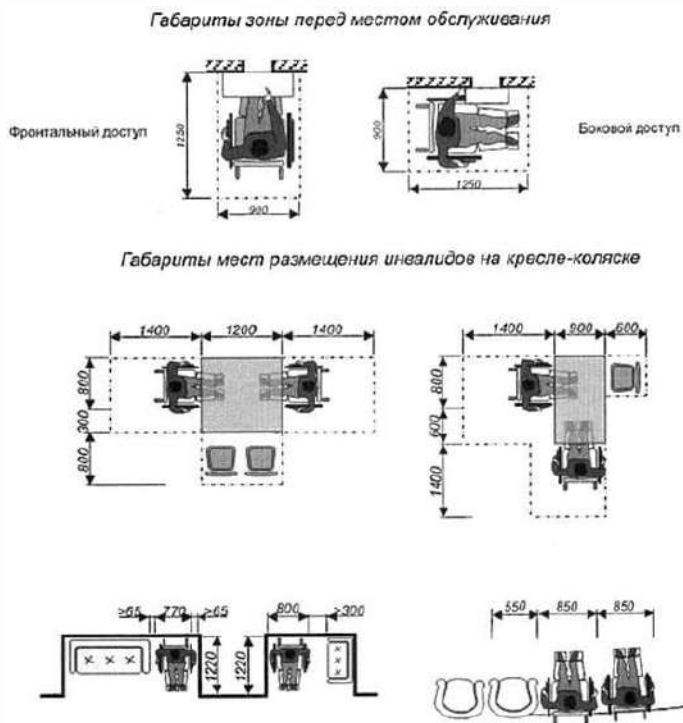 Габариты зоны перед местом обслуживания
Фронтальный доступ
1250
900
Боковой доступ
900
1250
Габариты мест размещения инвалидов на кресле-коляске
1400 1200 1400
800
300
800
1400 900 600
800
600
1400
>65 770 >65
1220
800 >300
1220
550 850 850